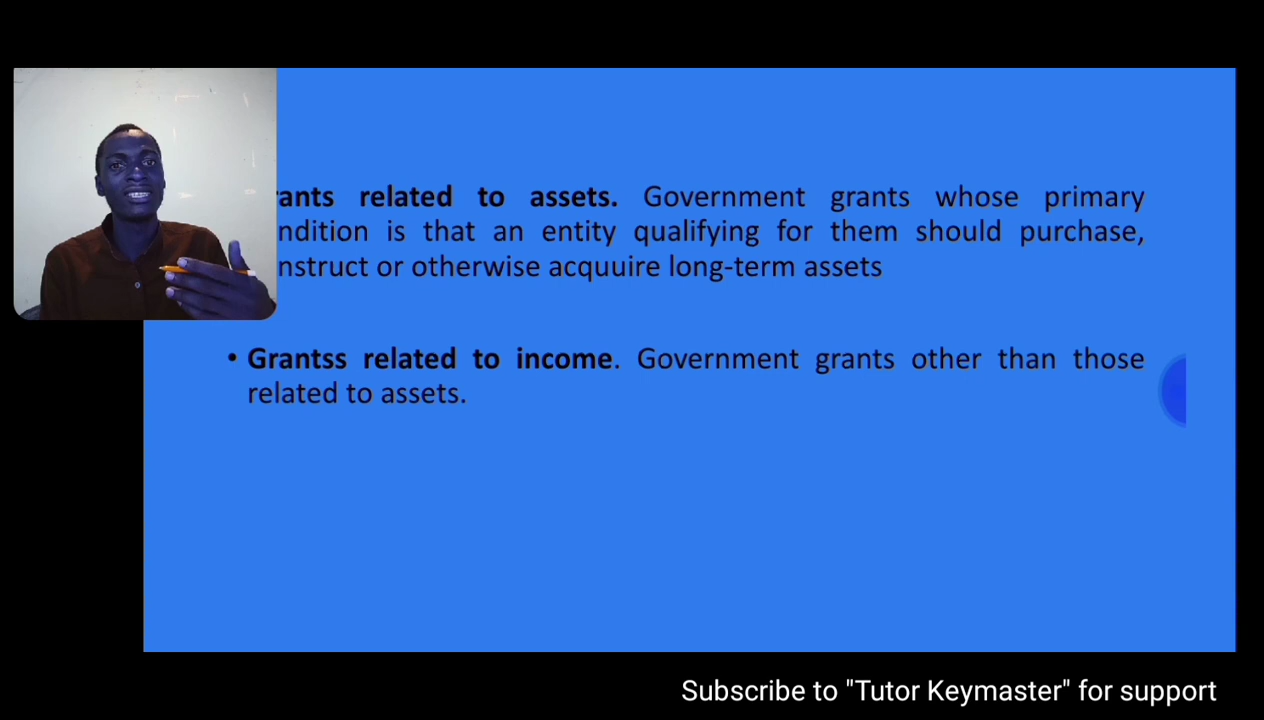 rants related to assets. Government grants whose primary
ndition is that an entity qualifying for them should purchase,
nstruct or otherwise acquuire long-term assets
• Grantss related to income. Government grants other than those
related to assets.
Subscribe to "Tutor Keymaster" for support